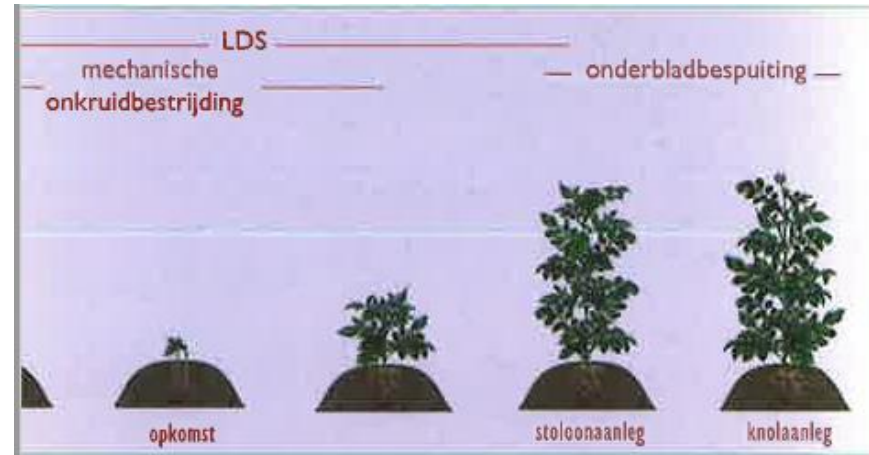 LDS
mechanische
onkruidbestrijding
onderbladbespuiting
opkomst
stoloonaanleg
knolaanleg